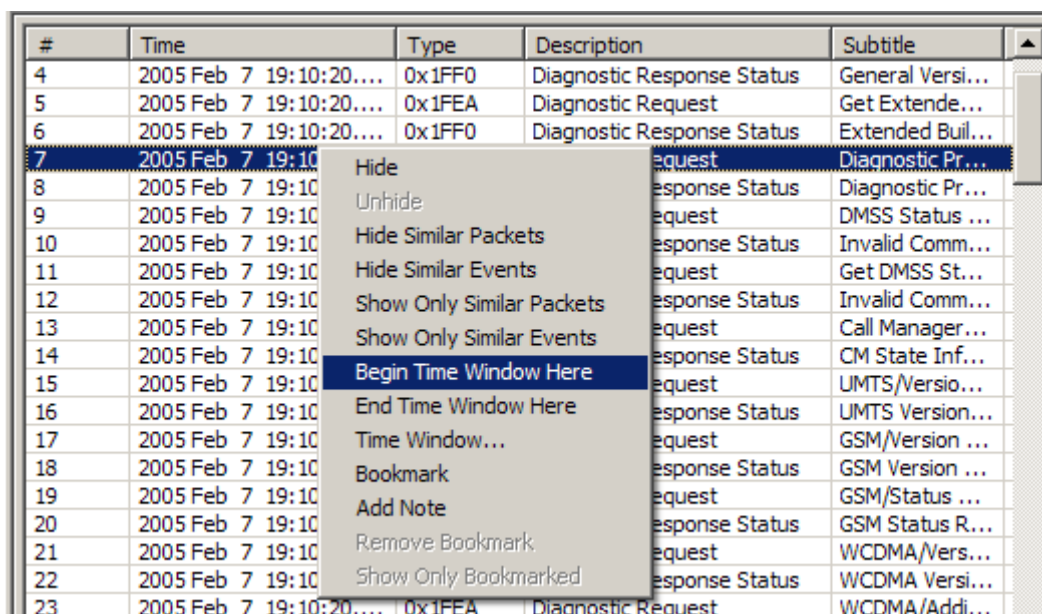 # Time Type Description Subtitle
4 2005 Feb 7 19:10:20.... 0x1FF0 Diagnostic Response Status General Versi...
5 2005 Feb 7 19:10:20.... 0x1FEA Diagnostic Request Get Extende...
6 2005 Feb 7 19:10:20.... 0x1FF0 Diagnostic Response Status Extended Buil...
7 2005 Feb 7 19:10 equest Diagnostic Pr...
8 2005 Feb 7 19:10 esponse Status Diagnostic Pr...
9 2005 Feb 7 19:10 equest DMSS Status ...
10 2005 Feb 7 19:10 esponse Status Invalid Comm...
11 2005 Feb 7 19:10 equest Get DMSS St...
12 2005 Feb 7 19:10 esponse Status Invalid Comm...
13 2005 Feb 7 19:10 equest Call Manager...
14 2005 Feb 7 19:10 esponse Status CM State Inf...
15 2005 Feb 7 19:10 equest UMTS/Versio...
16 2005 Feb 7 19:10 esponse Status UMTS Version...
17 2005 Feb 7 19:10 equest GSM/Version ...
18 2005 Feb 7 19:10 esponse Status GSM Version ...
19 2005 Feb 7 19:10 equest GSM/Status ...
20 2005 Feb 7 19:10 esponse Status GSM Status R...
21 2005 Feb 7 19:10 equest WCDMA/Vers...
22 2005 Feb 7 19:10 esponse Status WCDMA Versi...
23 2005 Feb 7 19:10:20.... 0x1FEA Diagnostic Request WCDMA/Addi...
Hide
Unhide
Hide Similar Packets
Hide Similar Events
Show Only Similar Packets
Show Only Similar Events
Begin Time Window Here
End Time Window Here
Time Window...
Bookmark
Add Note
Remove Bookmark
Show Only Bookmarked